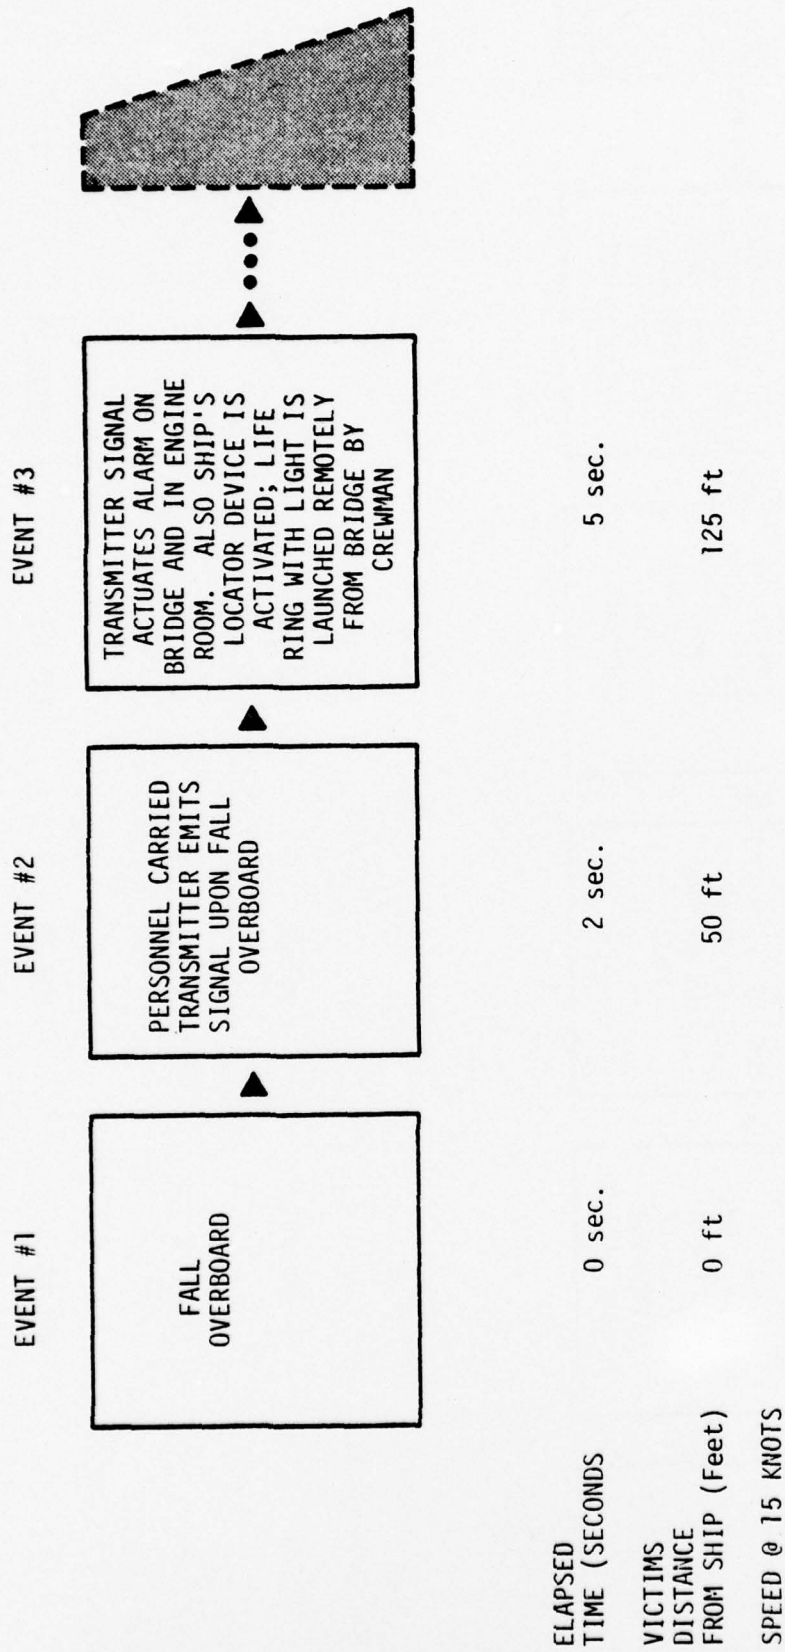 EVENT #1
EVENT #2
EVENT #3
FALL
OVERBOARD
PERSONNEL CARRIED
TRANSMITTER EMITS
SIGNAL UPON FALL
OVERBOARD
TRANSMITTER SIGNAL
ACTUATES ALARM ON
BRIDGE AND IN ENGINE
ROOM. ALSO SHIP'S
LOCATOR DEVICE IS
ACTIVATED; LIFE
RING WITH LIGHT IS
LAUNCHED REMOTELY
FROM BRIDGE BY
CREWMAN
ELAPSED
TIME (SECONDS
0 sec.
2 sec.
5 sec.
VICTIMS
DISTANCE
FROM SHIP (Feet)
0 ft
50 ft
125 ft
SPEED @ 15 KNOTS